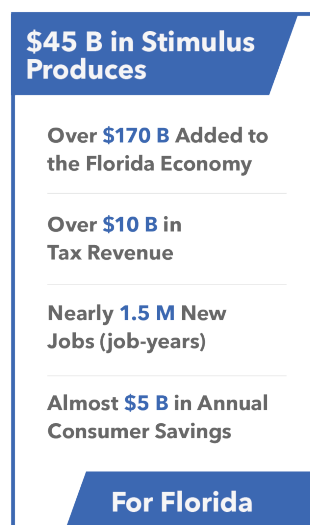 $45 B in Stimulus
Produces
Over $170 B Added to
the Florida Economy
Over $10 B in
Tax Revenue
Nearly 1.5 M New
Jobs (job-years)
Almost $5 B in Annual
Consumer Savings
For Florida